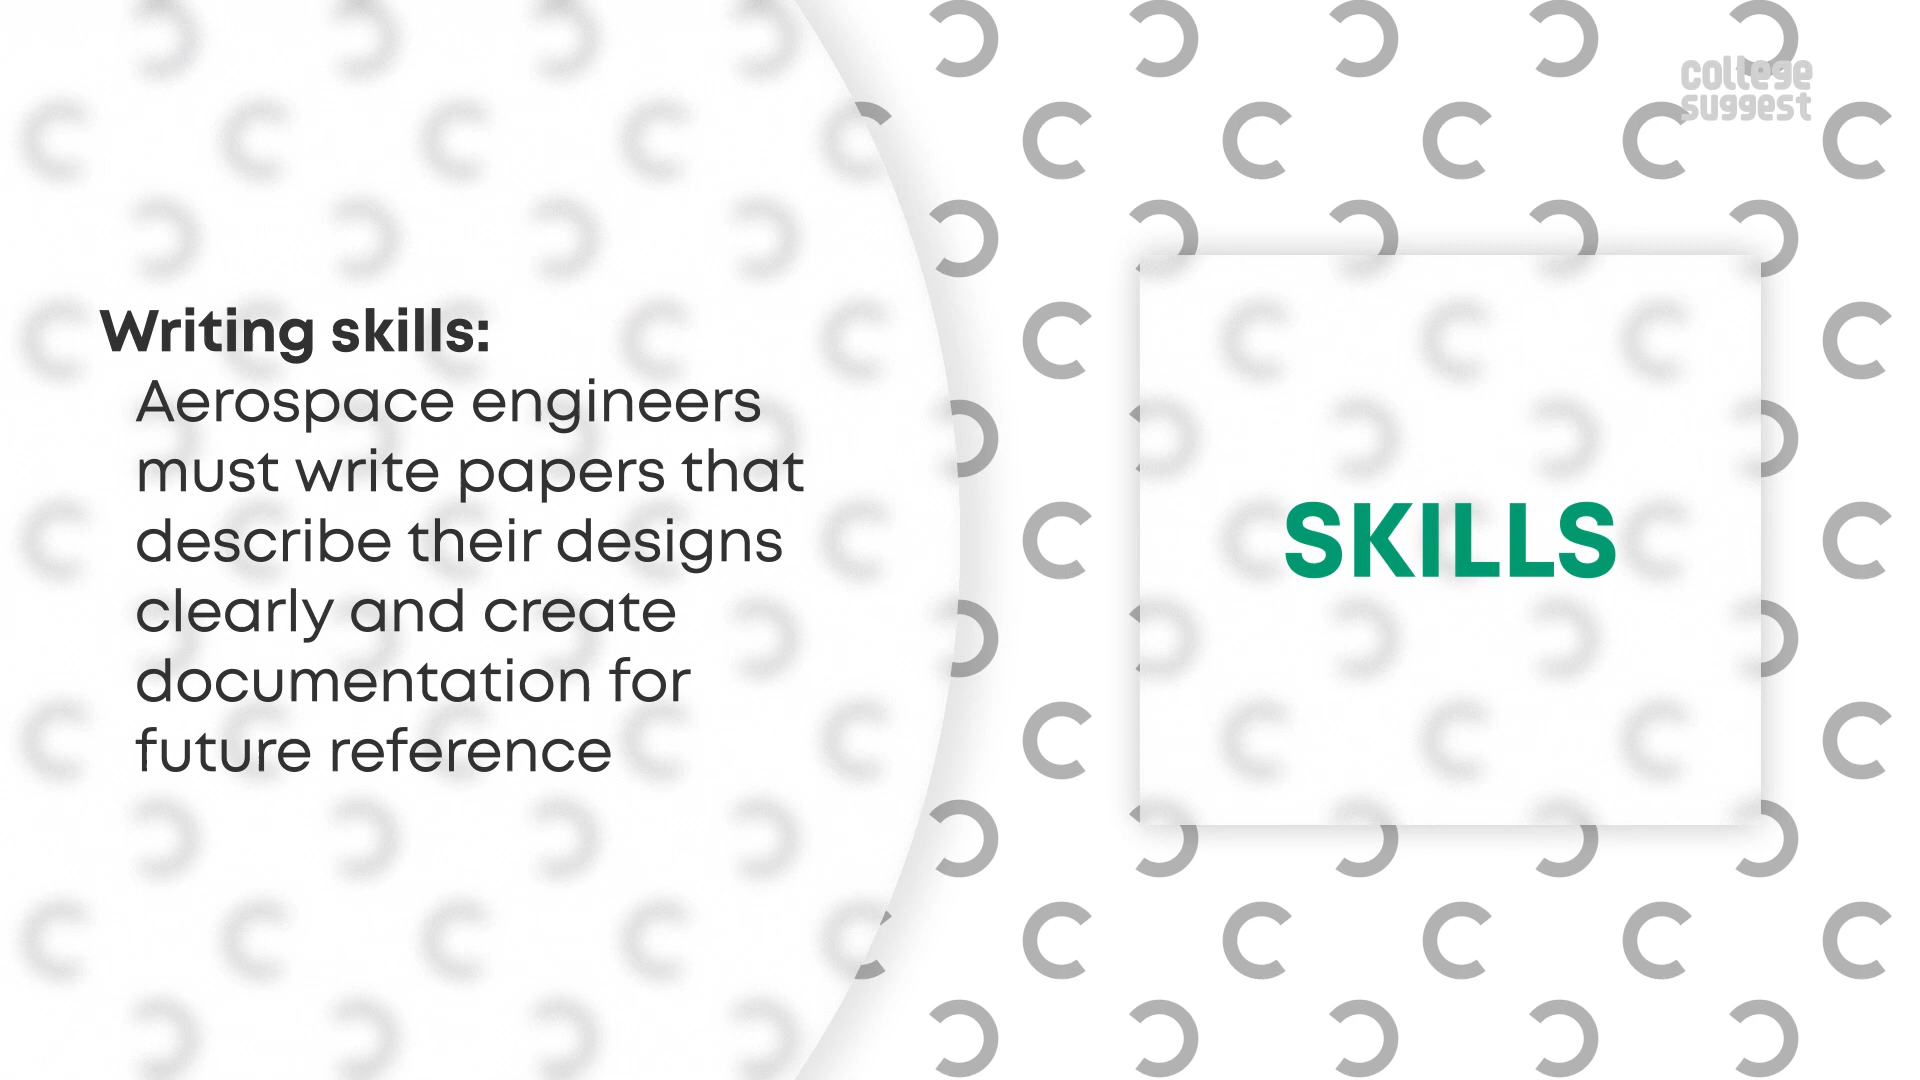 college
suggest
Writing skills:
Aerospace engineers
must write papers that
describe their designs
clearly and create
documentation for
future reference
SKILLS